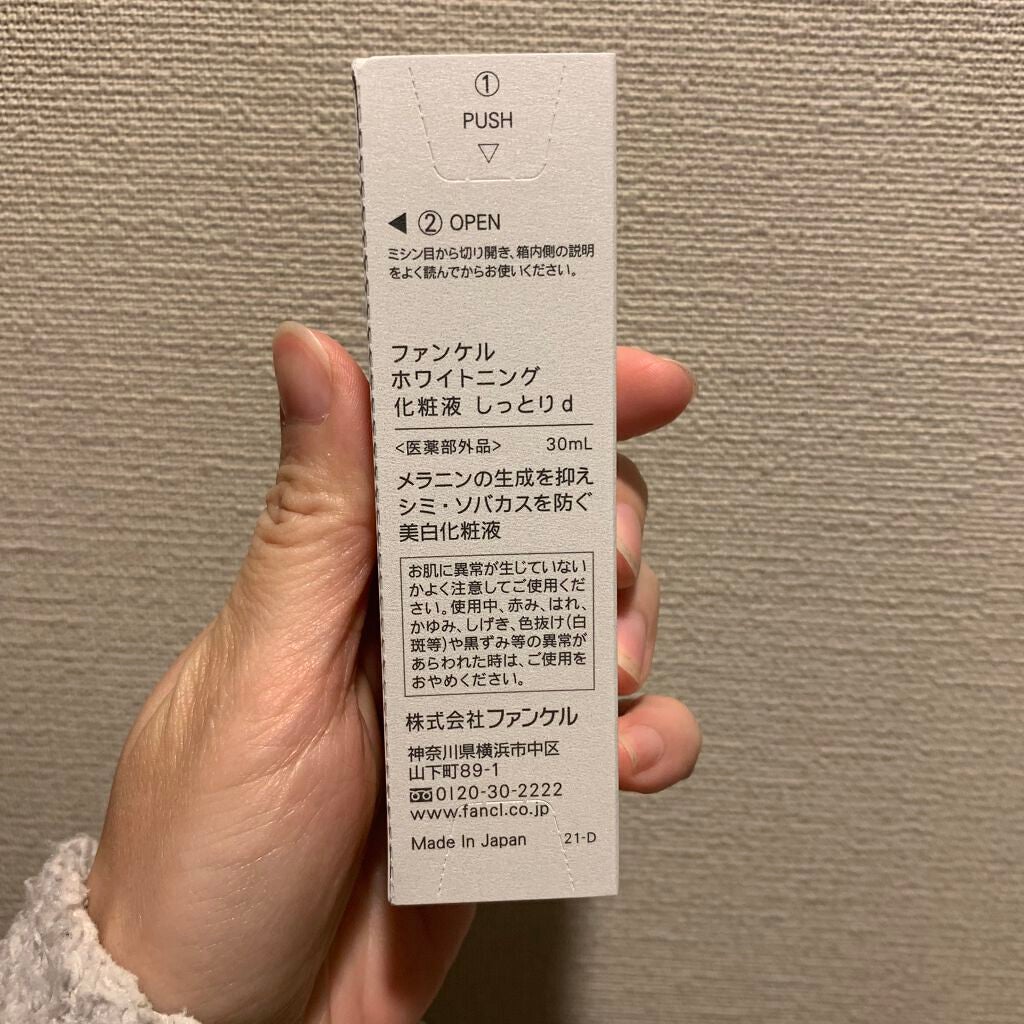 ①
PUSH
▽
◀ ② OPEN
ミシン目から切り開き、箱内側の説明
をよく読んでからお使いください。
ファンケル
ホワイトニング
化粧液 しっとり d
<医薬部外品> 30mL
メラニンの生成を抑え
シミ・ソバカスを防ぐ
美白化粧液
お肌に異常が生じていない
かよく注意してご使用くだ
さい。使用中、赤み、はれ、
かゆみ、しげき、色抜け(白
斑等)や黒ずみ等の異常が
あらわれた時は、ご使用を
おやめください。
株式会社ファンケル
神奈川県横浜市中区
山下町89-1
0120-30-2222
www.fancl.co.jp
Made In Japan 21-D